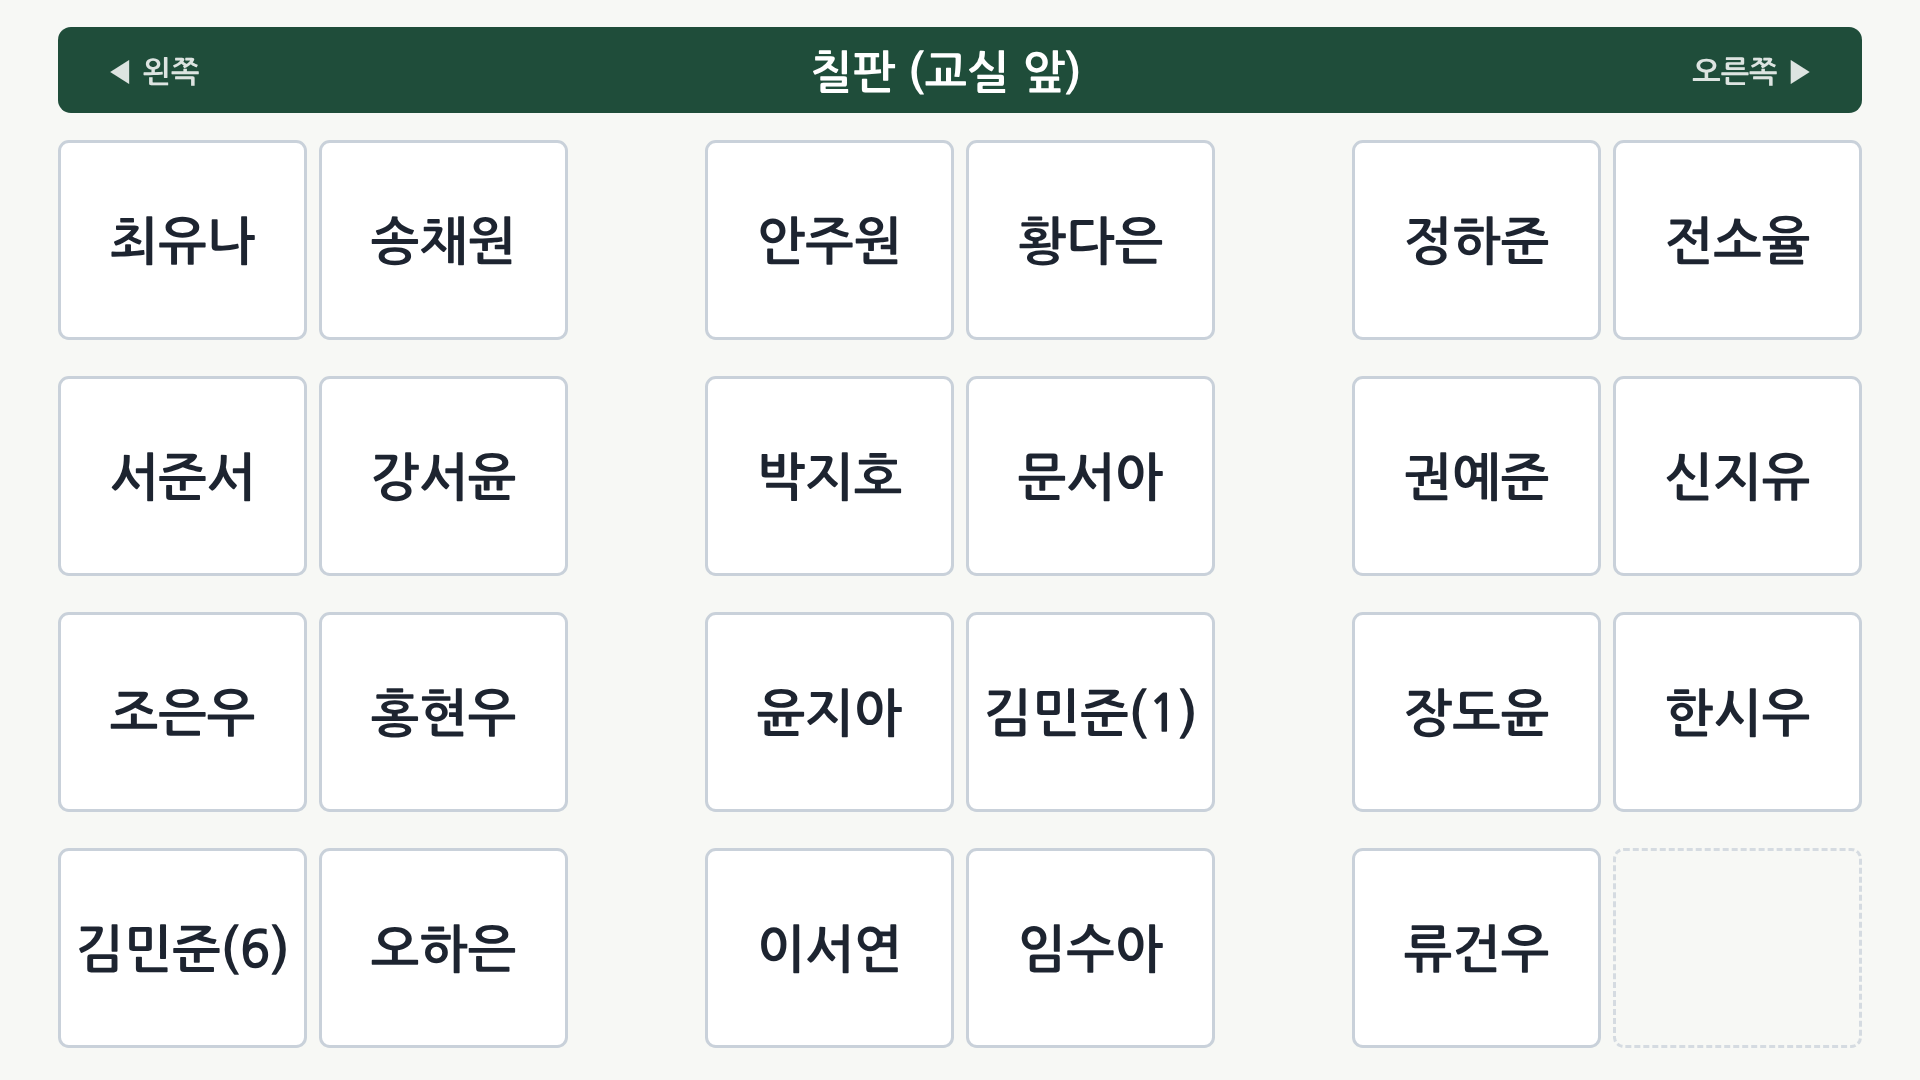 ◀ 왼쪽 칠판 (교실 앞) 오른쪽 ▶
최유나 송채원 안주원 황다은 정하준 전소율
서준서 강서윤 박지호 문서아 권예준 신지유
조은우 홍현우 윤지아 김민준(1) 장도윤 한시우
김민준(6) 오하은 이서연 임수아 류건우